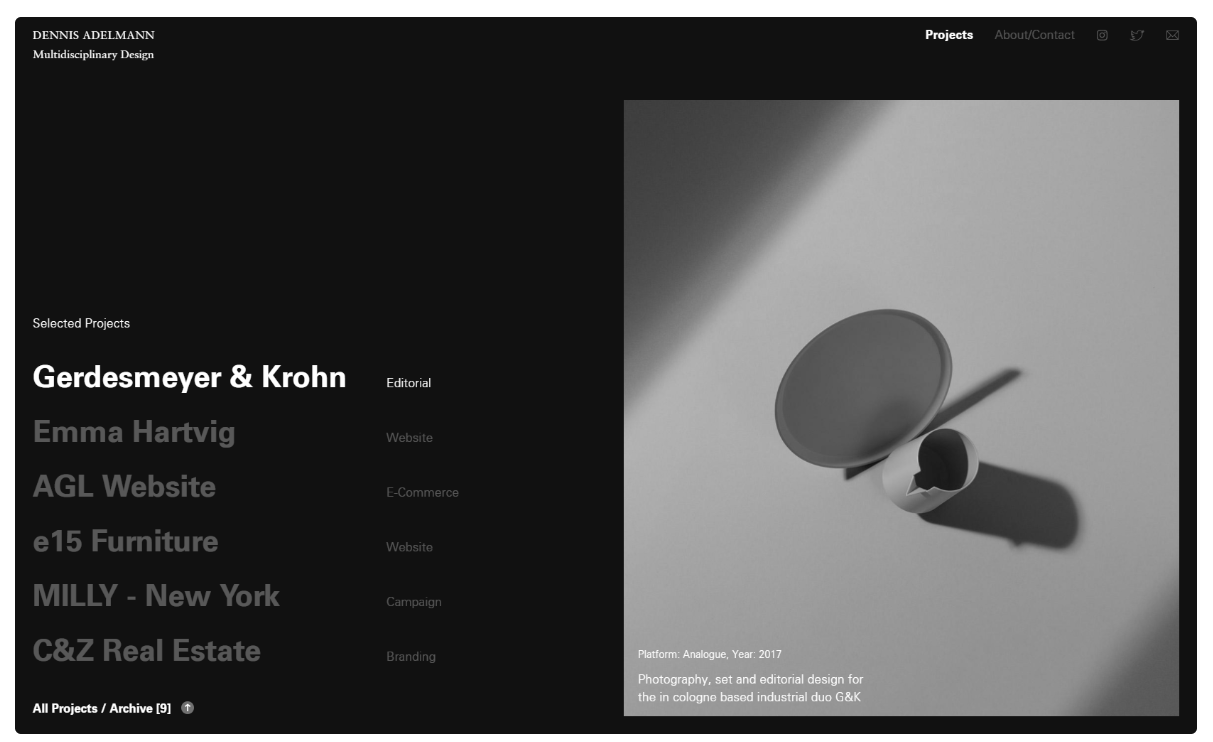 DENNIS ADELMANN
Multidisciplinary Design
Projects
About/Contact
Selected Projects
Gerdesmeyer & Krohn
Editorial
Emma Hartvig
Website
AGL Website
E-Commerce
e15 Furniture
Website
MILLY - New York
Campaign
C&Z Real Estate
Branding
All Projects / Archive [9]
Platform: Analogue, Year: 2017
Photography, set and editorial design for
the in cologne based industrial duo G&K